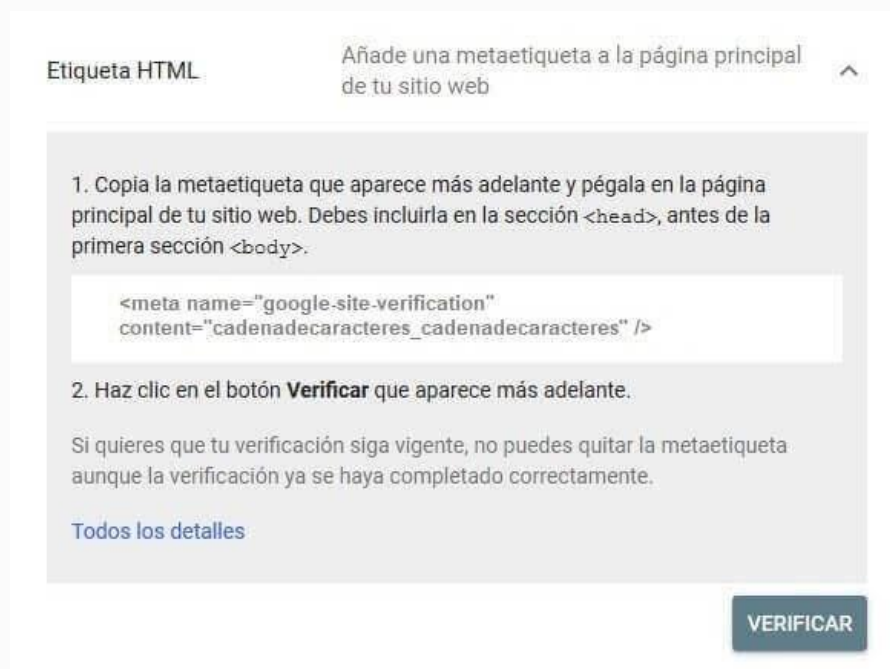 Etiqueta HTML
Añade una metaetiqueta a la página principal
de tu sitio web
1. Copia la metaetiqueta que aparece más adelante y pégala en la página
principal de tu sitio web. Debes incluirla en la sección <head>, antes de la
primera sección <body>.
<meta name="google-site-verification"
content="cadenadecaracteres_cadenadecaracteres" />
2. Haz clic en el botón Verificar que aparece más adelante.
Si quieres que tu verificación siga vigente, no puedes quitar la metaetiqueta
aunque la verificación ya se haya completado correctamente.
Todos los detalles
VERIFICAR